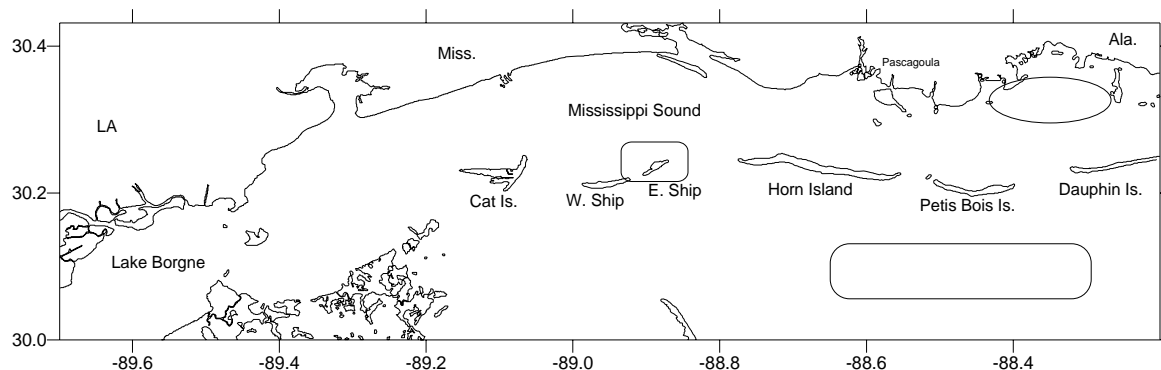 30.4
Miss.
Ala.
Pascagoula
Mississippi Sound
LA
30.2
Cat Is.
W. Ship
E. Ship
Horn Island
Petis Bois Is.
Dauphin Is.
Lake Borgne
30.0
-89.6 -89.4 -89.2 -89.0 -88.8 -88.6 -88.4